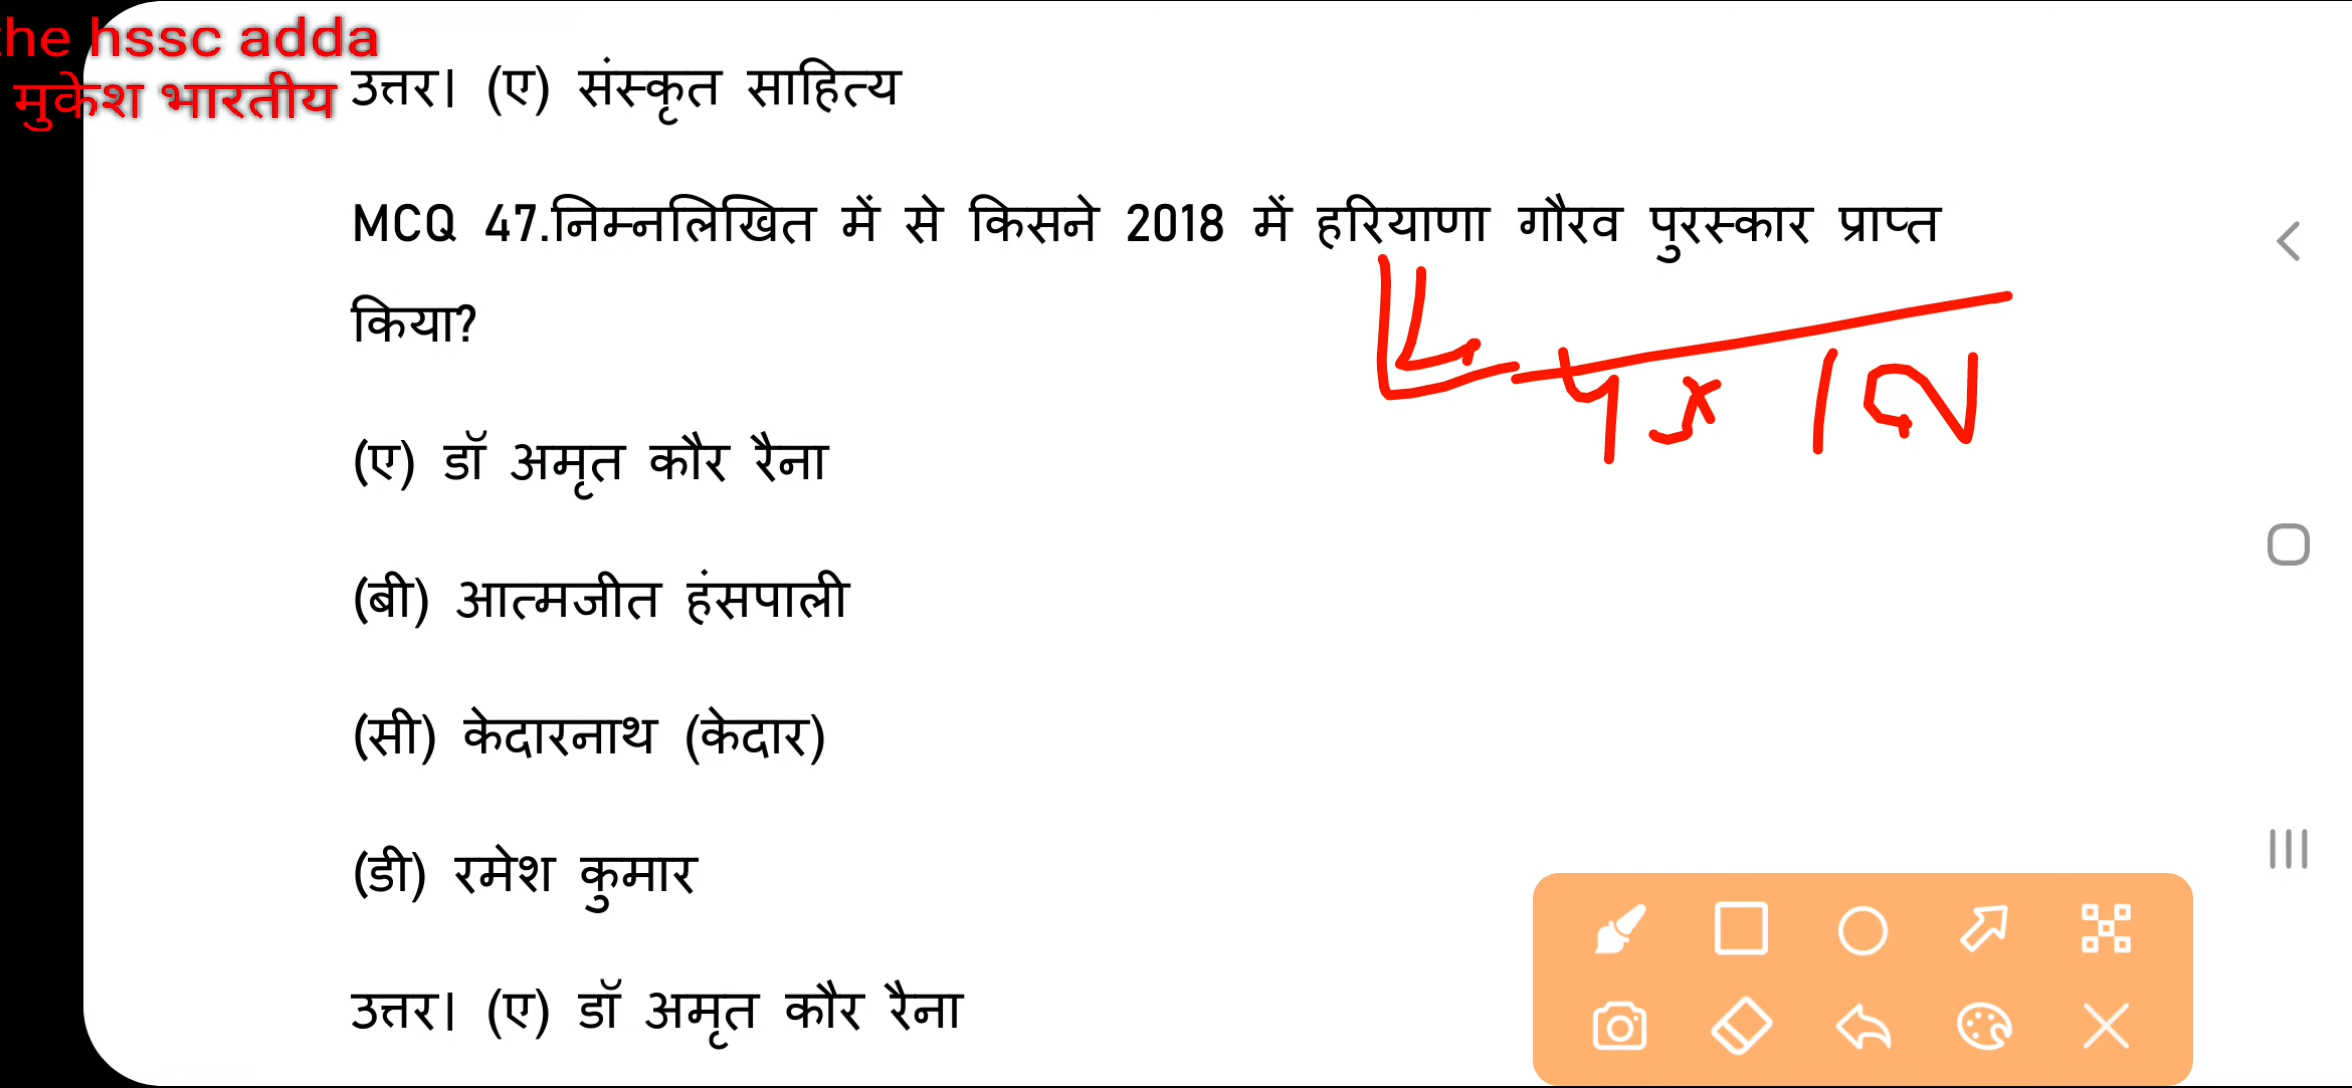 the hssc adda
मुकेश भारतीय
उत्तर। (ए) संस्कृत साहित्य
MCQ 47.निम्नलिखित में से किसने 2018 में हरियाणा गौरव पुरस्कार प्राप्त
किया?
(ए) डॉ अमृत कौर रैना
(बी) आत्मजीत हंसपाली
(सी) केदारनाथ (केदार)
(डी) रमेश कुमार
उत्तर। (ए) डॉ अमृत कौर रैना